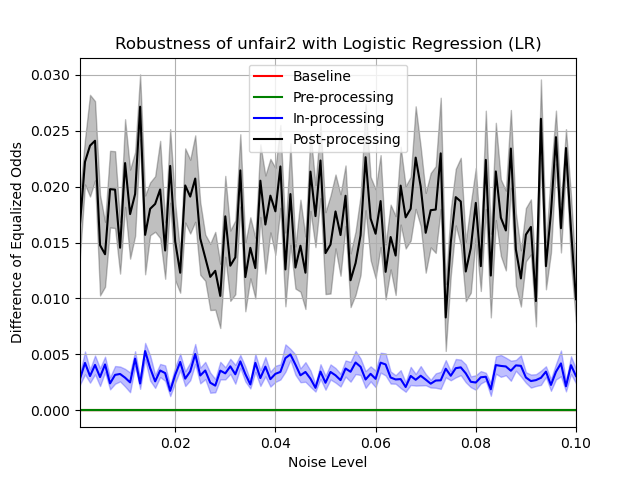 Robustness of unfair2 with Logistic Regression (LR)
Baseline
Pre-processing
In-processing
Post-processing
Difference of Equalized Odds
0.030
0.025
0.020
0.015
0.010
0.005
0.000
0.02
0.04
0.06
0.08
0.10
Noise Level